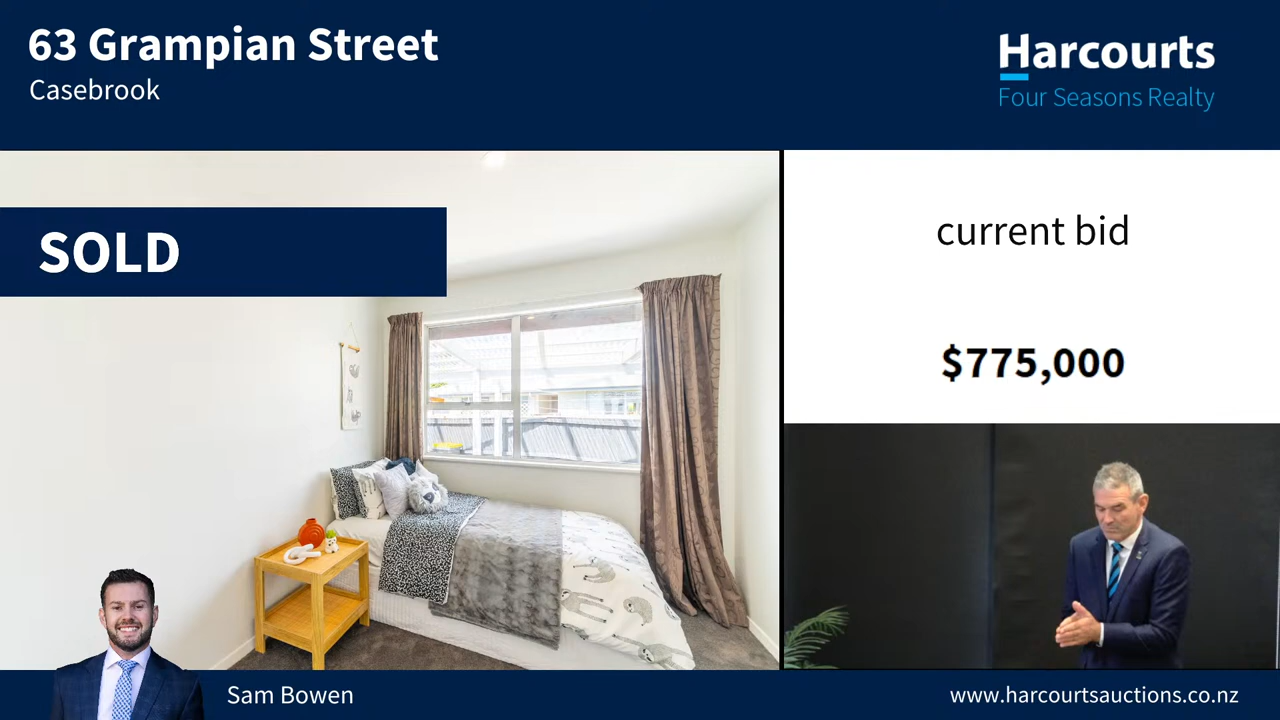 63 Grampian Street
Casebrook
Harcourts
Four Seasons Realty
SOLD
current bid
$775,000
Sam Bowen
www.harcourtsauctions.co.nz